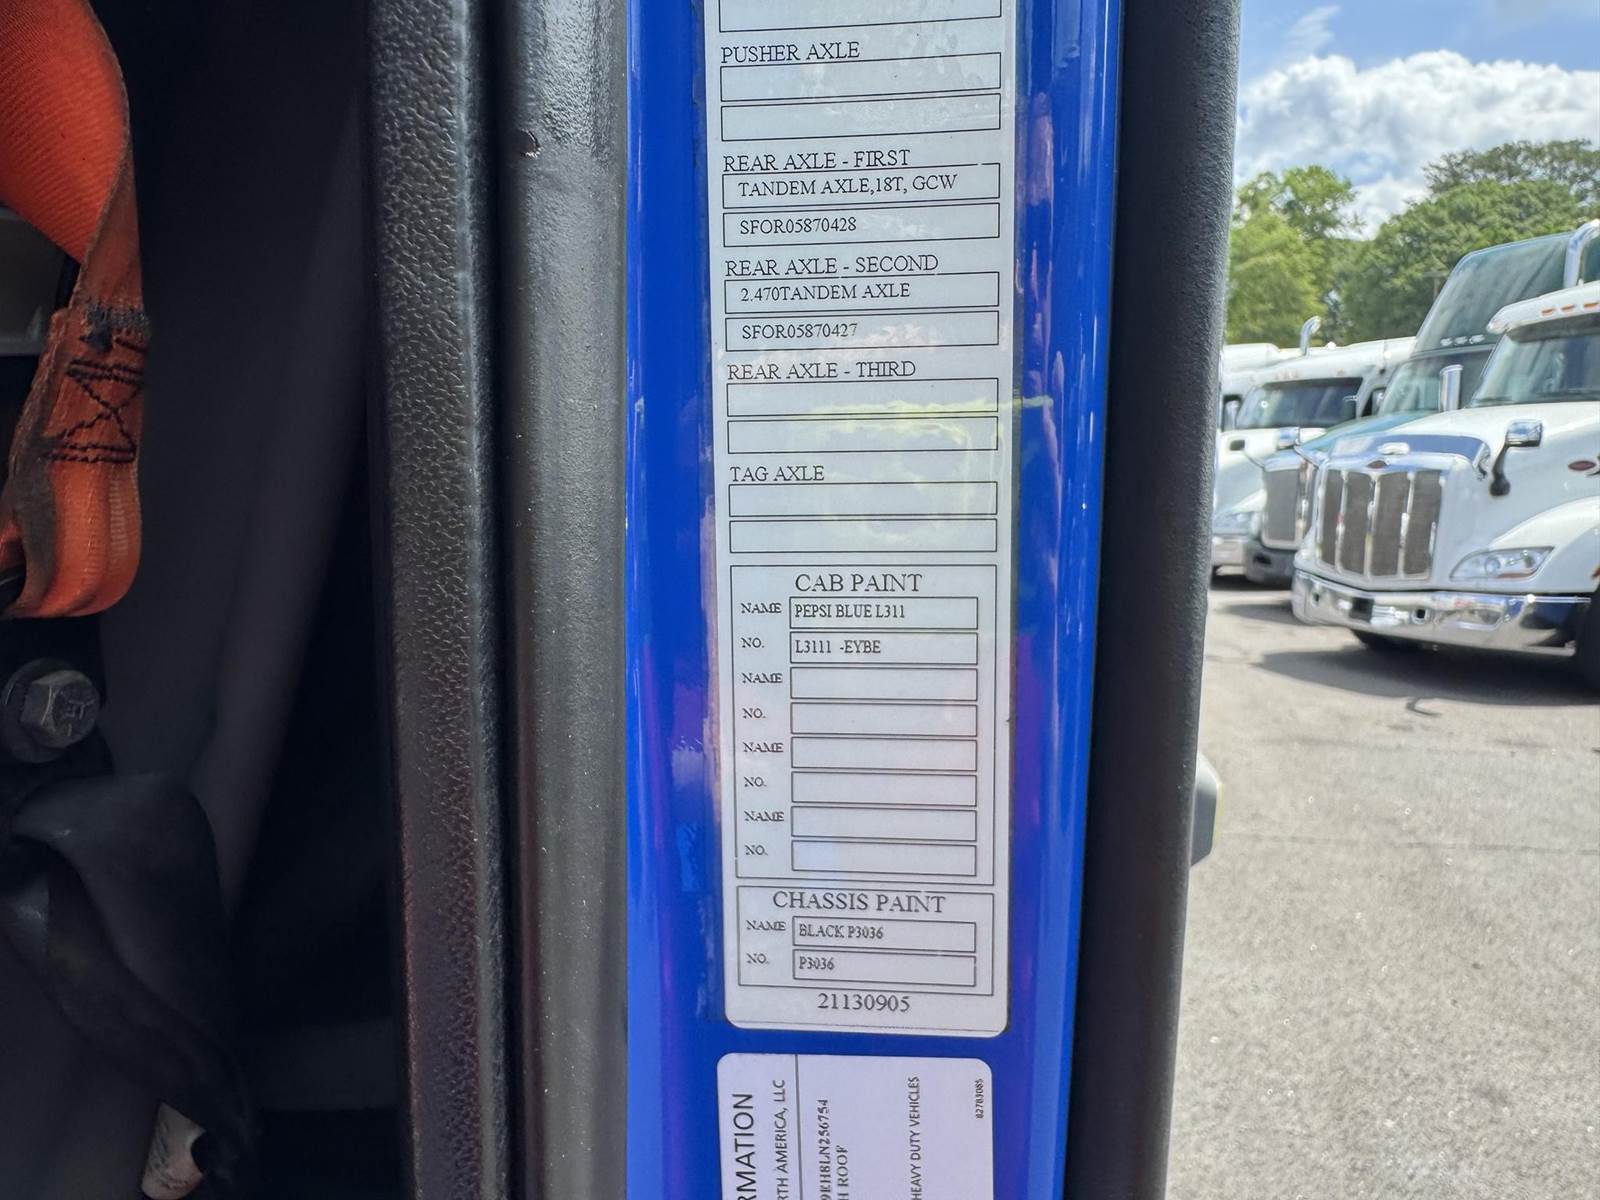 PUSHER AXLE
REAR AXLE - FIRST
TANDEM AXLE,18T, GCW
SFOR05870428
REAR AXLE - SECOND
2.470TANDEM AXLE
SFOR05870427
REAR AXLE - THIRD
TAG AXLE
CAB PAINT
NAME PEPSI BLUE L311
NO. L3111 -EYBE
NAME
NO.
NAME
NO.
NAME
NO.
CHASSIS PAINT
NAME BLACK P3036
NO. P3036
21130905
RMATION
RTH AMERICA, LLC
9EHBLN256754
H ROOF
HEAVY DUTY VEHICLES
82783085